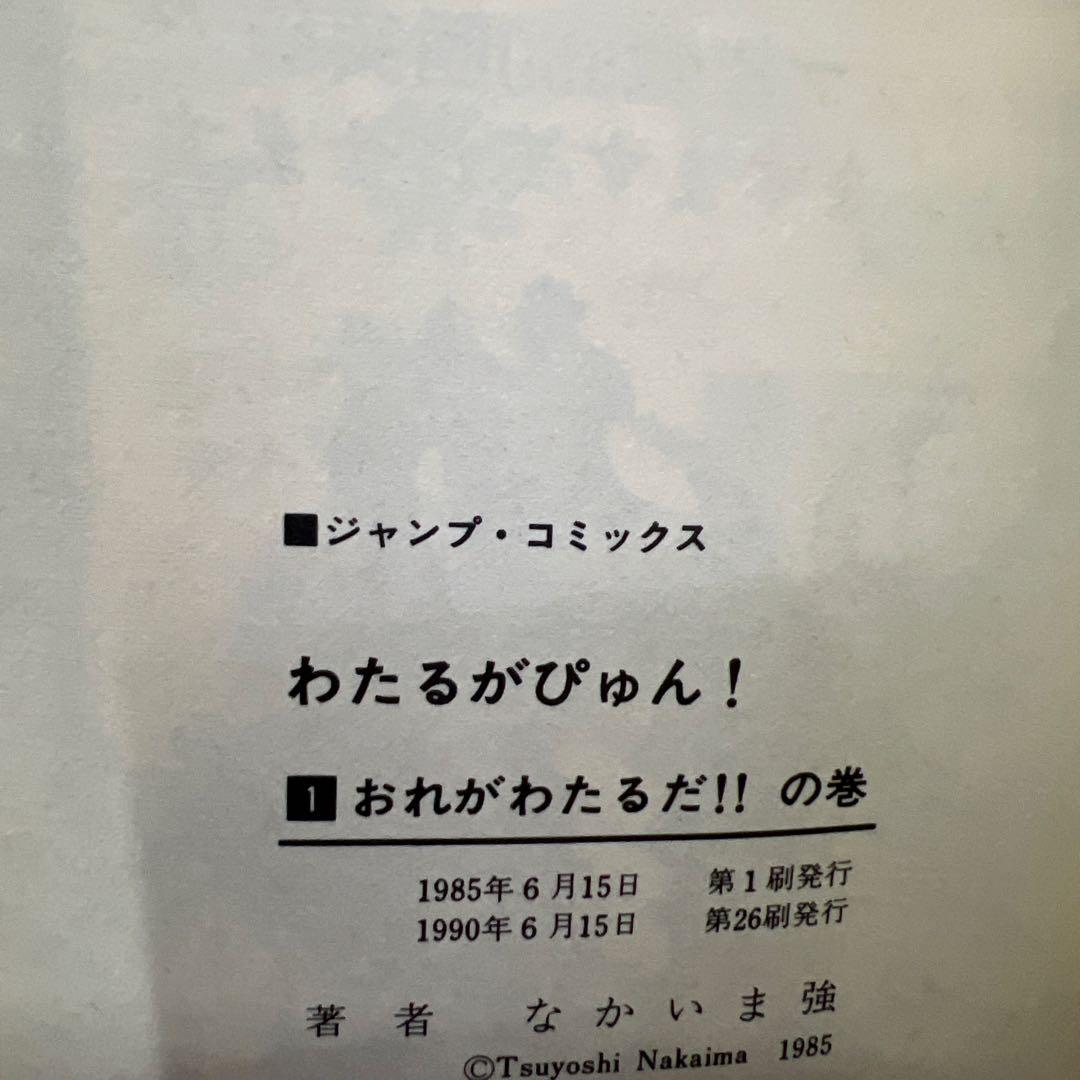 ■ジャンプ・コミックス
わたるがぴゅん！
1 おれがわたるだ!! の巻
1985年6月15日 第1刷発行
1990年6月15日 第26刷発行
著者 なかいま強
©Tsuyoshi Nakaima 1985